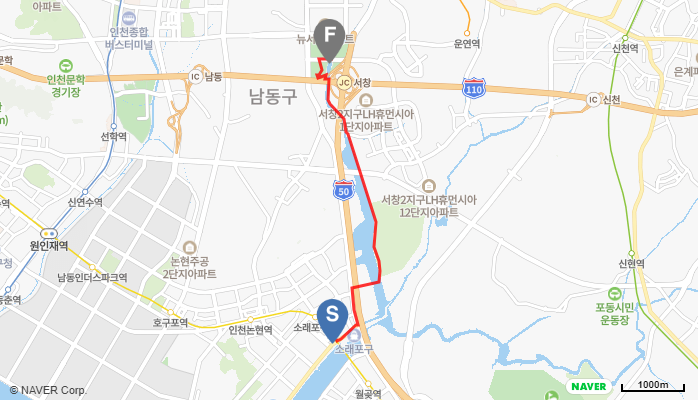 아파트
인천종합
버스터미널
F
문학
인천문학
경기장
IC 남동
JC 서창
운연역
신천역
은계파
110
IC 신천
남동구
서창2지구LH휴먼시아
1단지아파트
선학역
50
서창2지구LH휴먼시아
12단지아파트
신연수역
원인재역
논현주공
2단지아파트
남동인더스파크역
호구포역
인천논현역
소래포
S
소래포구
월곶역
신현역
포동시민
운동장
NAVER
1000m
© NAVER Corp.